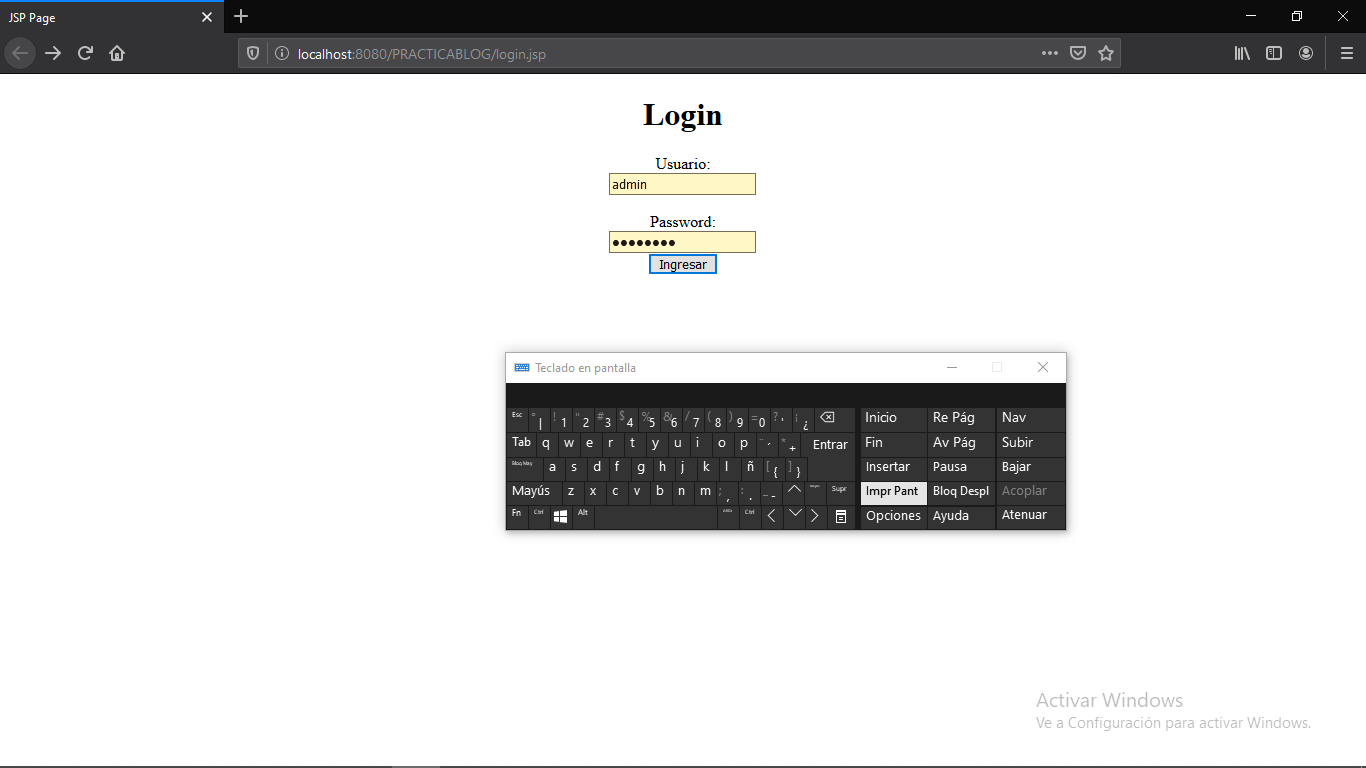 JSP Page
localhost:8080/PRACTICABLOG/login.jsp
Login
Usuario:
admin
Password:
●●●●●●●●
Ingresar
Teclado en pantalla
Esc ° | ! 1 " 2 # 3 $ 4 % 5 & 6 / 7 ( 8 ) 9 = 0 ? ' ¡ ¿ Inicio Re Pág Nav
Tab q w e r t y u i o p ¨ ´ * + Entrar Fin Av Pág Subir
Bloq May a s d f g h j k l ñ [ { ] } Insertar Pausa Bajar
Mayús z x c v b n m ; , : . _ - Supr Impr Pant Bloq Despl Acoplar
Fn Ctrl Alt Ctrl Opciones Ayuda Atenuar
Activar Windows
Ve a Configuración para activar Windows.